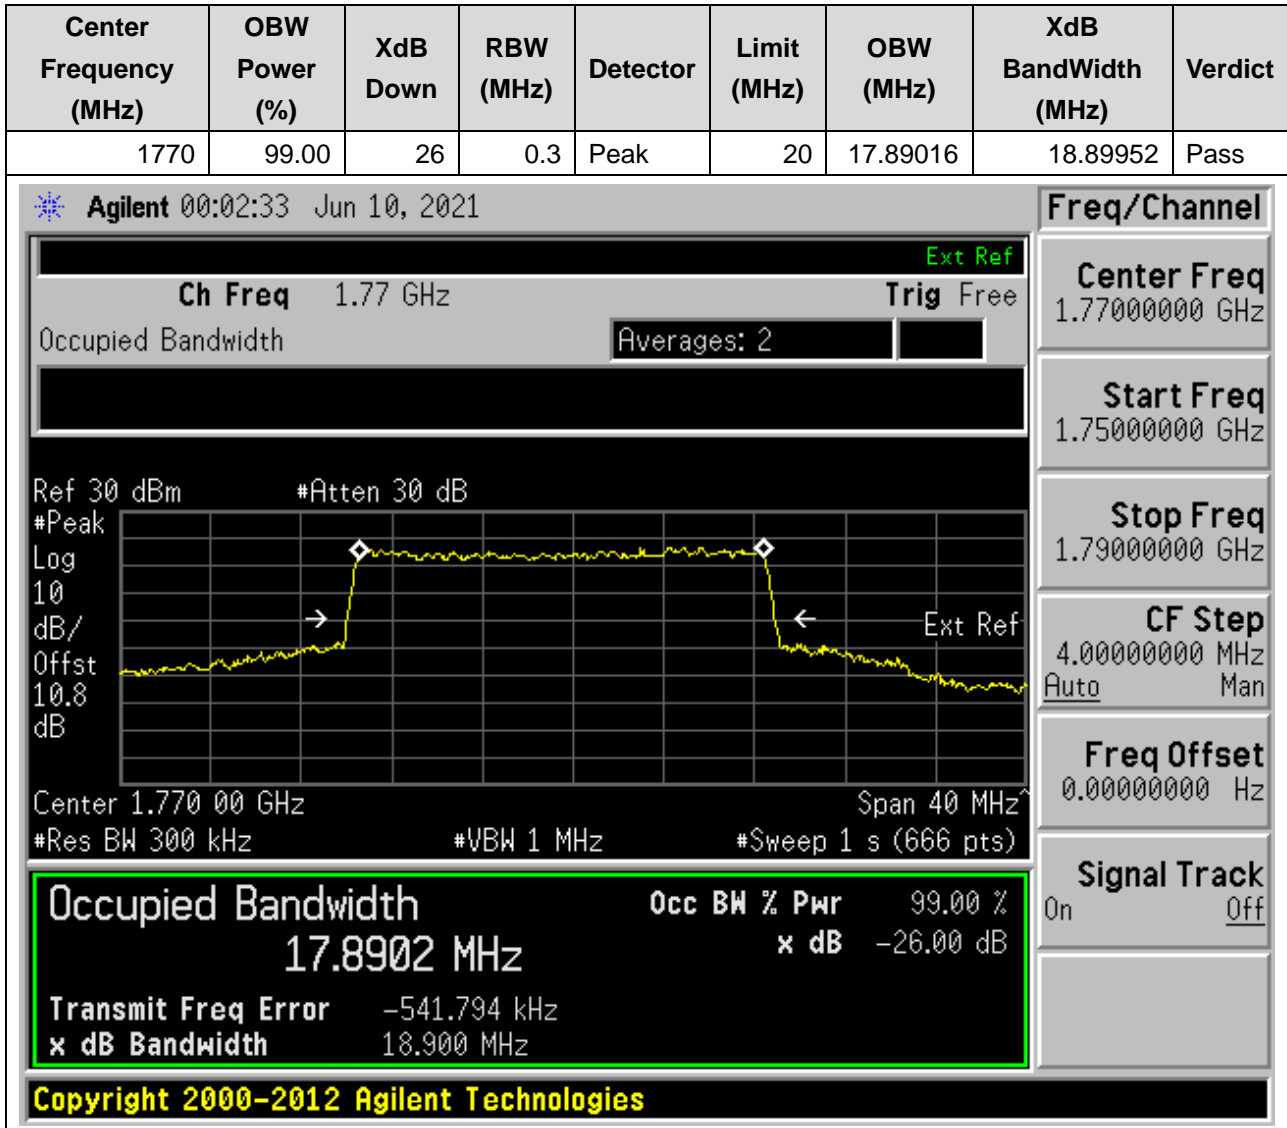 Center Frequency (MHz) OBW Power (%) XdB Down RBW (MHz) Detector Limit (MHz) OBW (MHz) XdB BandWidth (MHz) Verdict
1770 99.00 26 0.3 Peak 20 17.89016 18.89952 Pass
Agilent 00:02:33 Jun 10, 2021
Freq/Channel
Ext Ref
Ch Freq 1.77 GHz Trig Free
Occupied Bandwidth Averages: 2
Center Freq
1.77000000 GHz
Start Freq
1.75000000 GHz
Stop Freq
1.79000000 GHz
CF Step
4.00000000 MHz
Auto Man
Freq Offset
0.00000000 Hz
Signal Track
On Off
Ref 30 dBm #Atten 30 dB
#Peak
Log
10
dB/
Offst
10.8
dB
Ext Ref
Center 1.770 00 GHz Span 40 MHz^
#Res BW 300 kHz #VBW 1 MHz #Sweep 1 s (666 pts)
Occupied Bandwidth
17.8902 MHz
Occ BW % Pwr 99.00 %
x dB -26.00 dB
Transmit Freq Error -541.794 kHz
x dB Bandwidth 18.900 MHz
Copyright 2000-2012 Agilent Technologies